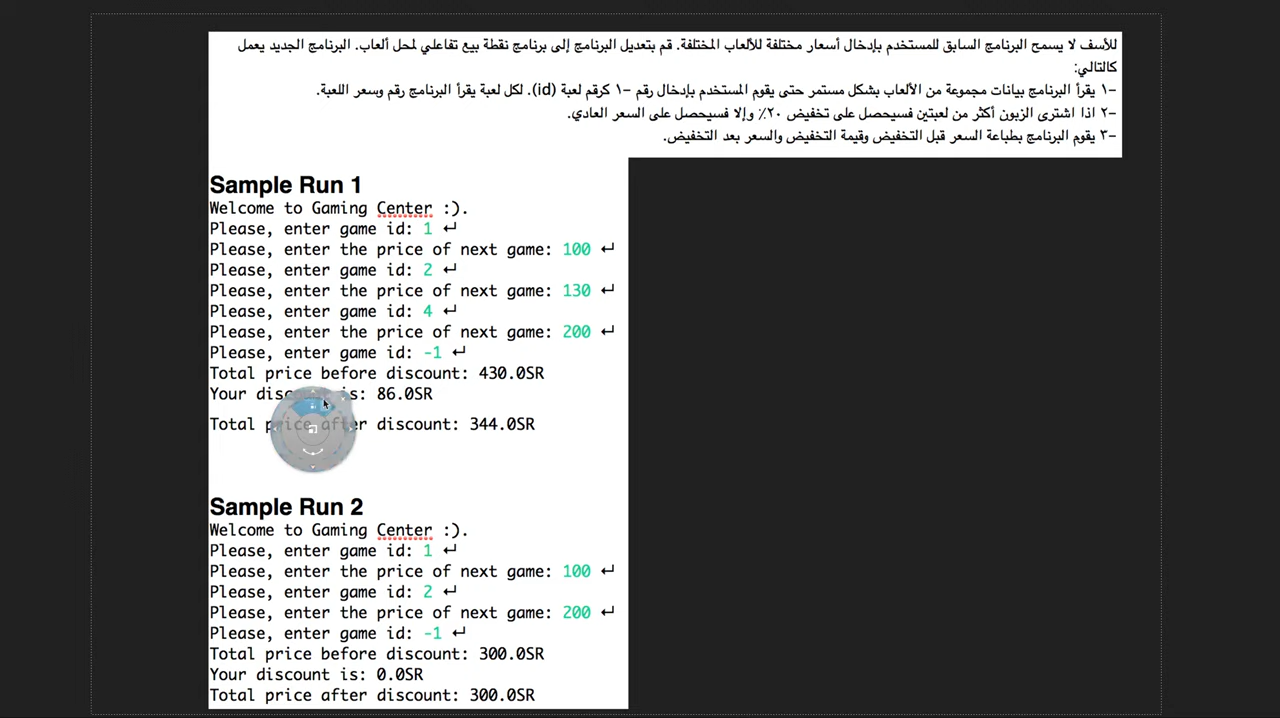 للأسف لا يسمح البرنامج السابق للمستخدم بإدخال أسعار مختلفة للألعاب المختلفة. قم بتعديل البرنامج إلى برنامج نقطة بيع تفاعلي لمحل ألعاب. البرنامج الجديد يعمل
كالتالي:
١- يقرأ البرنامج بيانات مجموعة من الألعاب بشكل مستمر حتى يقوم المستخدم بإدخال رقم -١ كرقم لعبة (id). لكل لعبة يقرأ البرنامج رقم وسعر اللعبة.
٢- اذا اشترى الزبون أكثر من لعبتين فسيحصل على تخفيض ٢٠٪ وإلا فسيحصل على السعر العادي.
٣- يقوم البرنامج بطباعة السعر قبل التخفيض وقيمة التخفيض والسعر بعد التخفيض.
Sample Run 1
Welcome to Gaming Center :).
Please, enter game id: 1 ↵
Please, enter the price of next game: 100 ↵
Please, enter game id: 2 ↵
Please, enter the price of next game: 130 ↵
Please, enter game id: 4 ↵
Please, enter the price of next game: 200 ↵
Please, enter game id: -1 ↵
Total price before discount: 430.0SR
Your discount is: 86.0SR
Total price after discount: 344.0SR
Sample Run 2
Welcome to Gaming Center :).
Please, enter game id: 1 ↵
Please, enter the price of next game: 100 ↵
Please, enter game id: 2 ↵
Please, enter the price of next game: 200 ↵
Please, enter game id: -1 ↵
Total price before discount: 300.0SR
Your discount is: 0.0SR
Total price after discount: 300.0SR